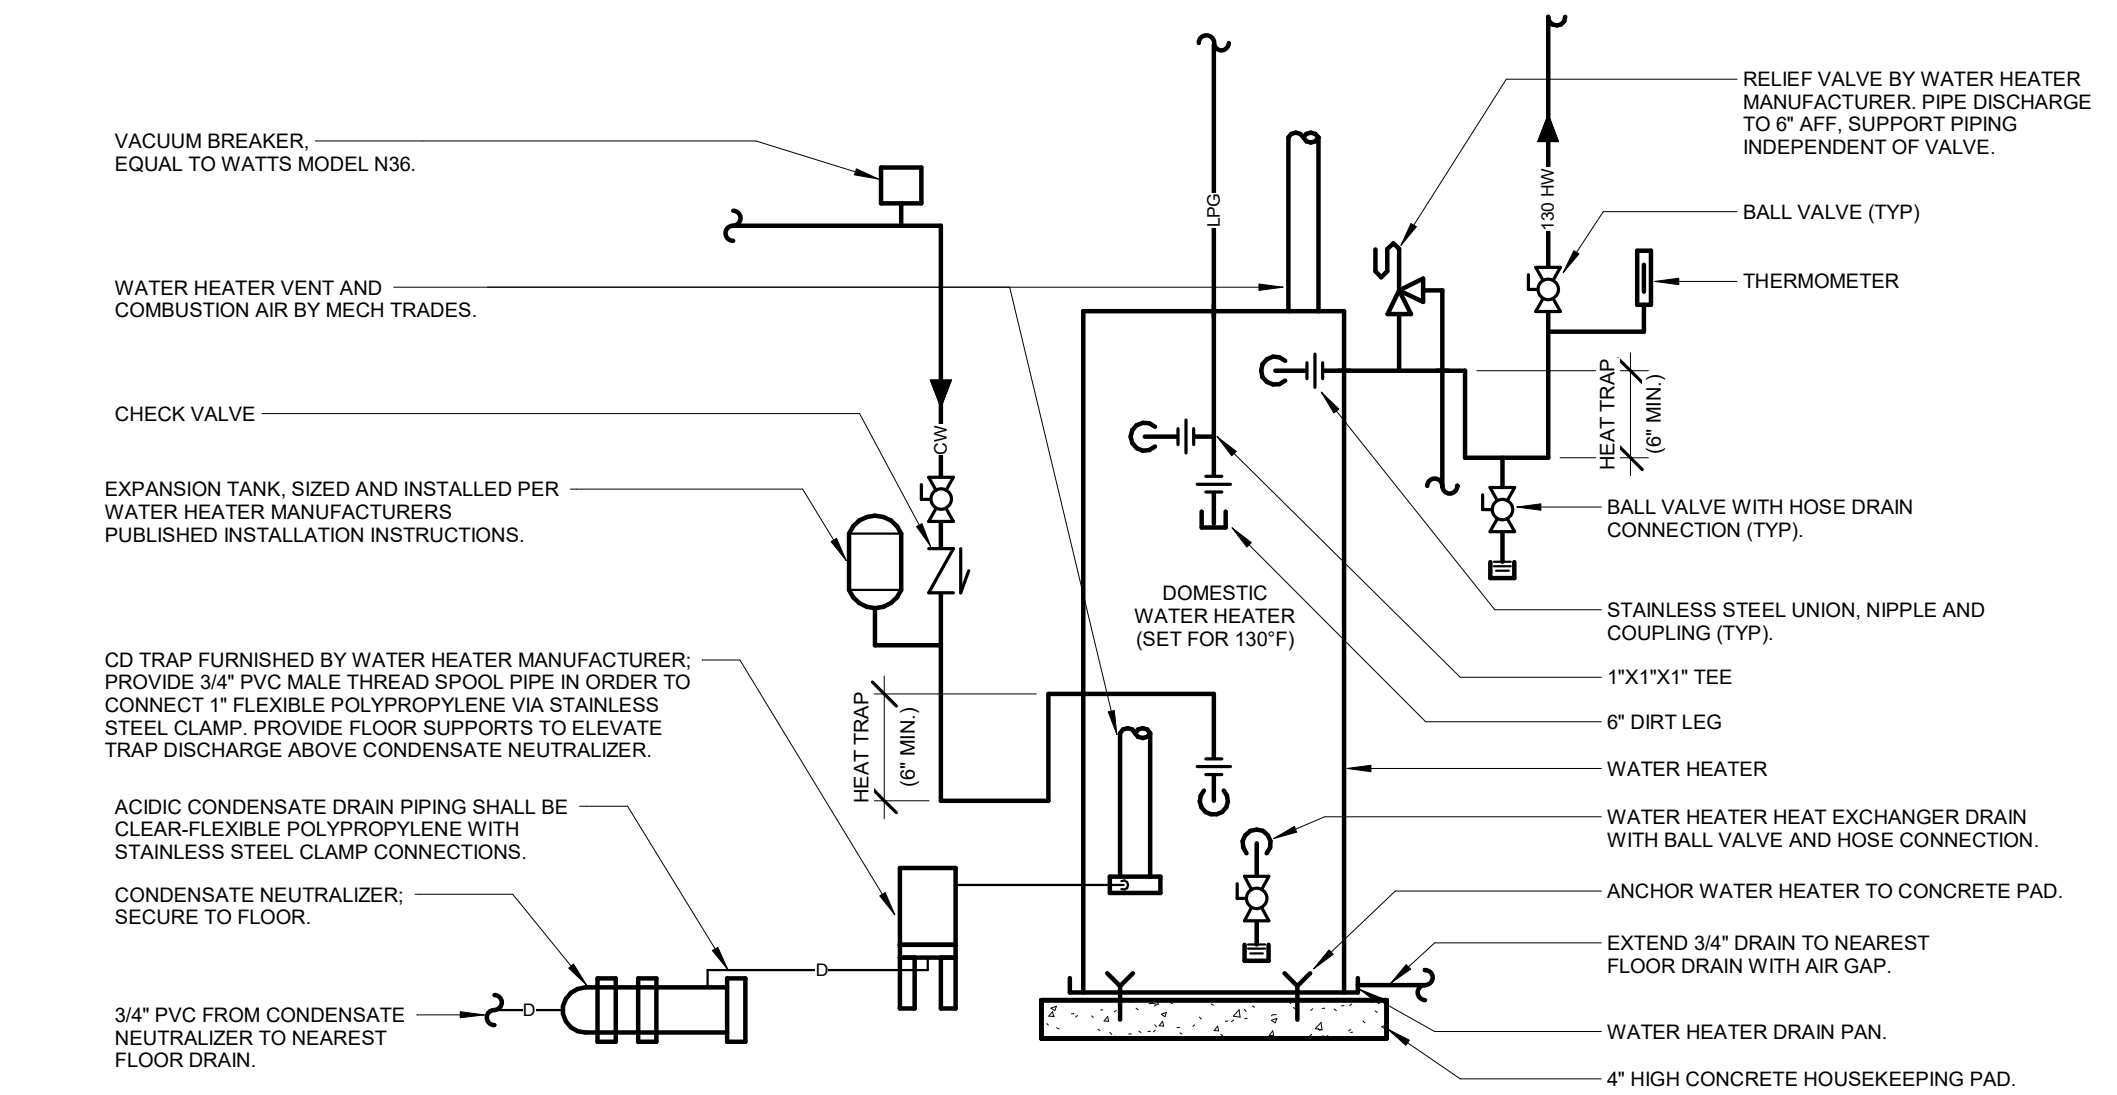 VACUUM BREAKER,
EQUAL TO WATTS MODEL N36.
WATER HEATER VENT AND
COMBUSTION AIR BY MECH TRADES.
CHECK VALVE
EXPANSION TANK, SIZED AND INSTALLED PER
WATER HEATER MANUFACTURERS
PUBLISHED INSTALLATION INSTRUCTIONS.
CD TRAP FURNISHED BY WATER HEATER MANUFACTURER;
PROVIDE 3/4" PVC MALE THREAD SPOOL PIPE IN ORDER TO
CONNECT 1" FLEXIBLE POLYPROPYLENE VIA STAINLESS
STEEL CLAMP. PROVIDE FLOOR SUPPORTS TO ELEVATE
TRAP DISCHARGE ABOVE CONDENSATE NEUTRALIZER.
ACIDIC CONDENSATE DRAIN PIPING SHALL BE
CLEAR-FLEXIBLE POLYPROPYLENE WITH
STAINLESS STEEL CLAMP CONNECTIONS.
CONDENSATE NEUTRALIZER;
SECURE TO FLOOR.
3/4" PVC FROM CONDENSATE
NEUTRALIZER TO NEAREST
FLOOR DRAIN.
D
D
CW
HEAT TRAP
(6" MIN.)
LPG
DOMESTIC
WATER HEATER
(SET FOR 130°F)
130 HW
HEAT TRAP
(6" MIN.)
RELIEF VALVE BY WATER HEATER
MANUFACTURER. PIPE DISCHARGE
TO 6" AFF, SUPPORT PIPING
INDEPENDENT OF VALVE.
BALL VALVE (TYP)
THERMOMETER
BALL VALVE WITH HOSE DRAIN
CONNECTION (TYP).
STAINLESS STEEL UNION, NIPPLE AND
COUPLING (TYP).
1"X1"X1" TEE
6" DIRT LEG
WATER HEATER
WATER HEATER HEAT EXCHANGER DRAIN
WITH BALL VALVE AND HOSE CONNECTION.
ANCHOR WATER HEATER TO CONCRETE PAD.
EXTEND 3/4" DRAIN TO NEAREST
FLOOR DRAIN WITH AIR GAP.
WATER HEATER DRAIN PAN.
4" HIGH CONCRETE HOUSEKEEPING PAD.